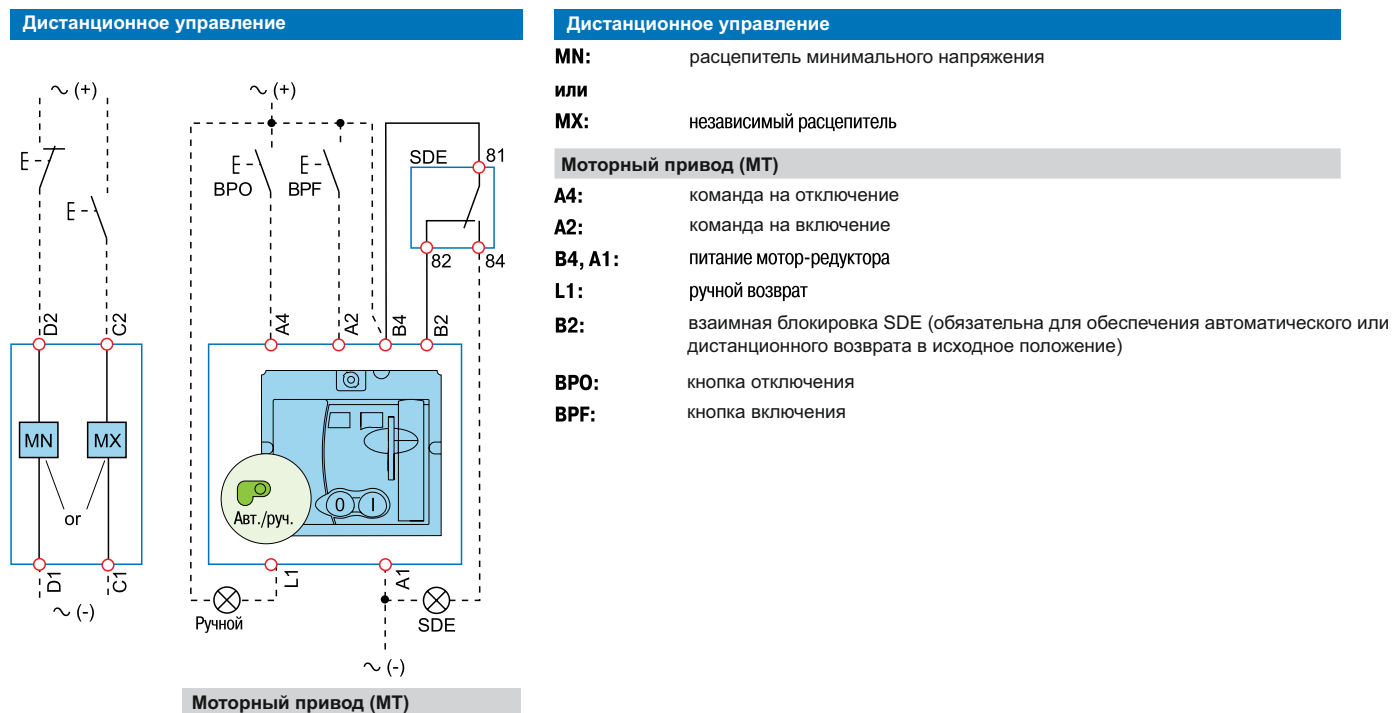 Дистанционное управление
~ (+)
~ (+)
E
E
BPO
E
BPF
SDE
81
82
84
E
D2
C2
A4
A2
B4
B2
MN
MX
or
Авт./руч.
0
I
D1
C1
~ (-)
L1
A1
Ручной
SDE
~ (-)
Моторный привод (MT)
Дистанционное управление
MN: расцепитель минимального напряжения
или
MX: независимый расцепитель
Моторный привод (MT)
A4: команда на отключение
A2: команда на включение
B4, A1: питание мотор-редуктора
L1: ручной возврат
B2: взаимная блокировка SDE (обязательна для обеспечения автоматического или
дистанционного возврата в исходное положение)
BPO: кнопка отключения
BPF: кнопка включения